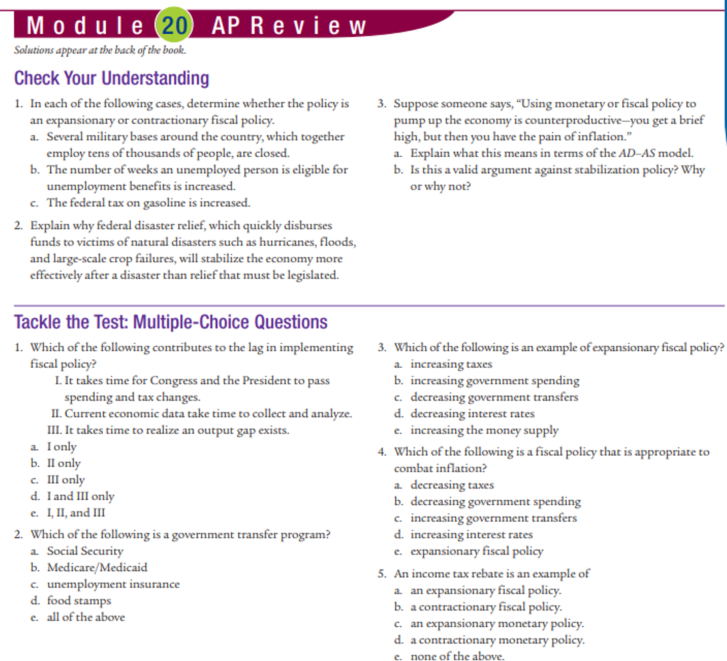 Module 20 AP Review
Solutions appear at the back of the book.
Check Your Understanding
1. In each of the following cases, determine whether the policy is
an expansionary or contractionary fiscal policy.
a. Several military bases around the country, which together
employ tens of thousands of people, are closed.
b. The number of weeks an unemployed person is eligible for
unemployment benefits is increased.
c. The federal tax on gasoline is increased.
2. Explain why federal disaster relief, which quickly disburses
funds to victims of natural disasters such as hurricanes, floods,
and large-scale crop failures, will stabilize the economy more
effectively after a disaster than relief that must be legislated.
3. Suppose someone says, “Using monetary or fiscal policy to
pump up the economy is counterproductive—you get a brief
high, but then you have the pain of inflation.”
a. Explain what this means in terms of the AD–AS model.
b. Is this a valid argument against stabilization policy? Why
or why not?
Tackle the Test: Multiple-Choice Questions
1. Which of the following contributes to the lag in implementing
fiscal policy?
I. It takes time for Congress and the President to pass
spending and tax changes.
II. Current economic data take time to collect and analyze.
III. It takes time to realize an output gap exists.
a. I only
b. II only
c. III only
d. I and III only
e. I, II, and III
2. Which of the following is a government transfer program?
a. Social Security
b. Medicare/Medicaid
c. unemployment insurance
d. food stamps
e. all of the above
3. Which of the following is an example of expansionary fiscal policy?
a. increasing taxes
b. increasing government spending
c. decreasing government transfers
d. decreasing interest rates
e. increasing the money supply
4. Which of the following is a fiscal policy that is appropriate to
combat inflation?
a. decreasing taxes
b. decreasing government spending
c. increasing government transfers
d. increasing interest rates
e. expansionary fiscal policy
5. An income tax rebate is an example of
a. an expansionary fiscal policy.
b. a contractionary fiscal policy.
c. an expansionary monetary policy.
d. a contractionary monetary policy.
e. none of the above.